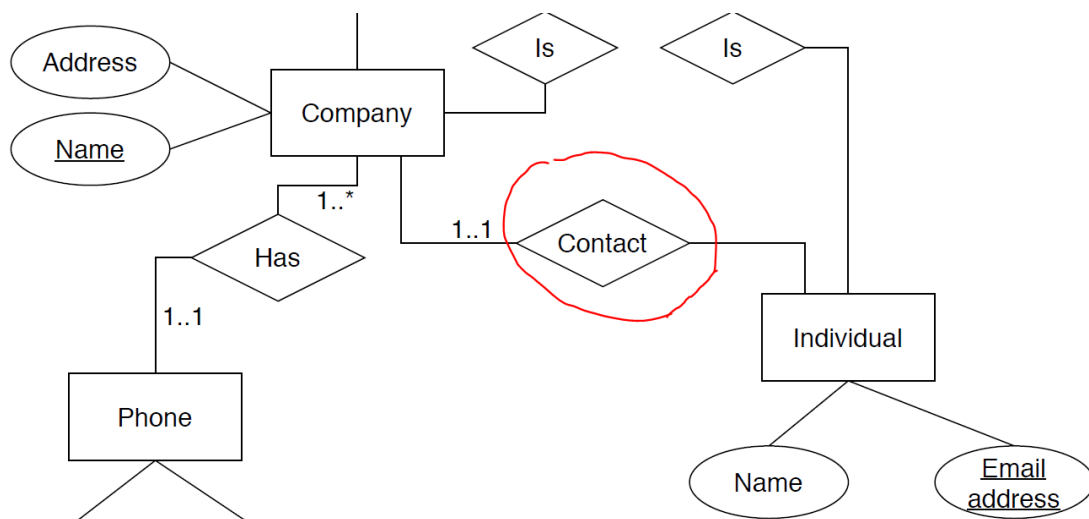 Address
Is
Is
Company
Name
1..*
1..1
Contact
Has
1..1
Individual
Phone
Name
Email
address